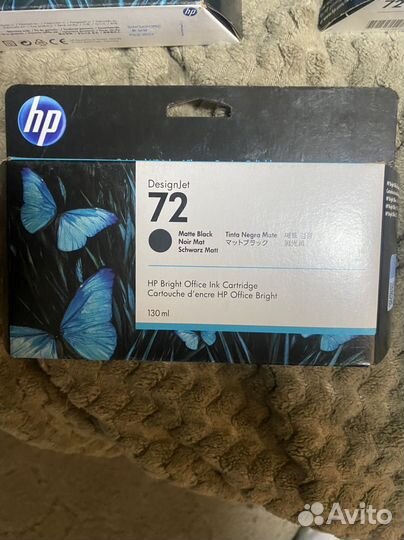 72
hp
DesignJet
72
Matte Black
Noir Mat
Schwarz Matt
Tinta Negra Mate
マットブラック
HP Bright Office Ink Cartridge
Cartouche d'encre HP Office Bright
130 ml
Avito